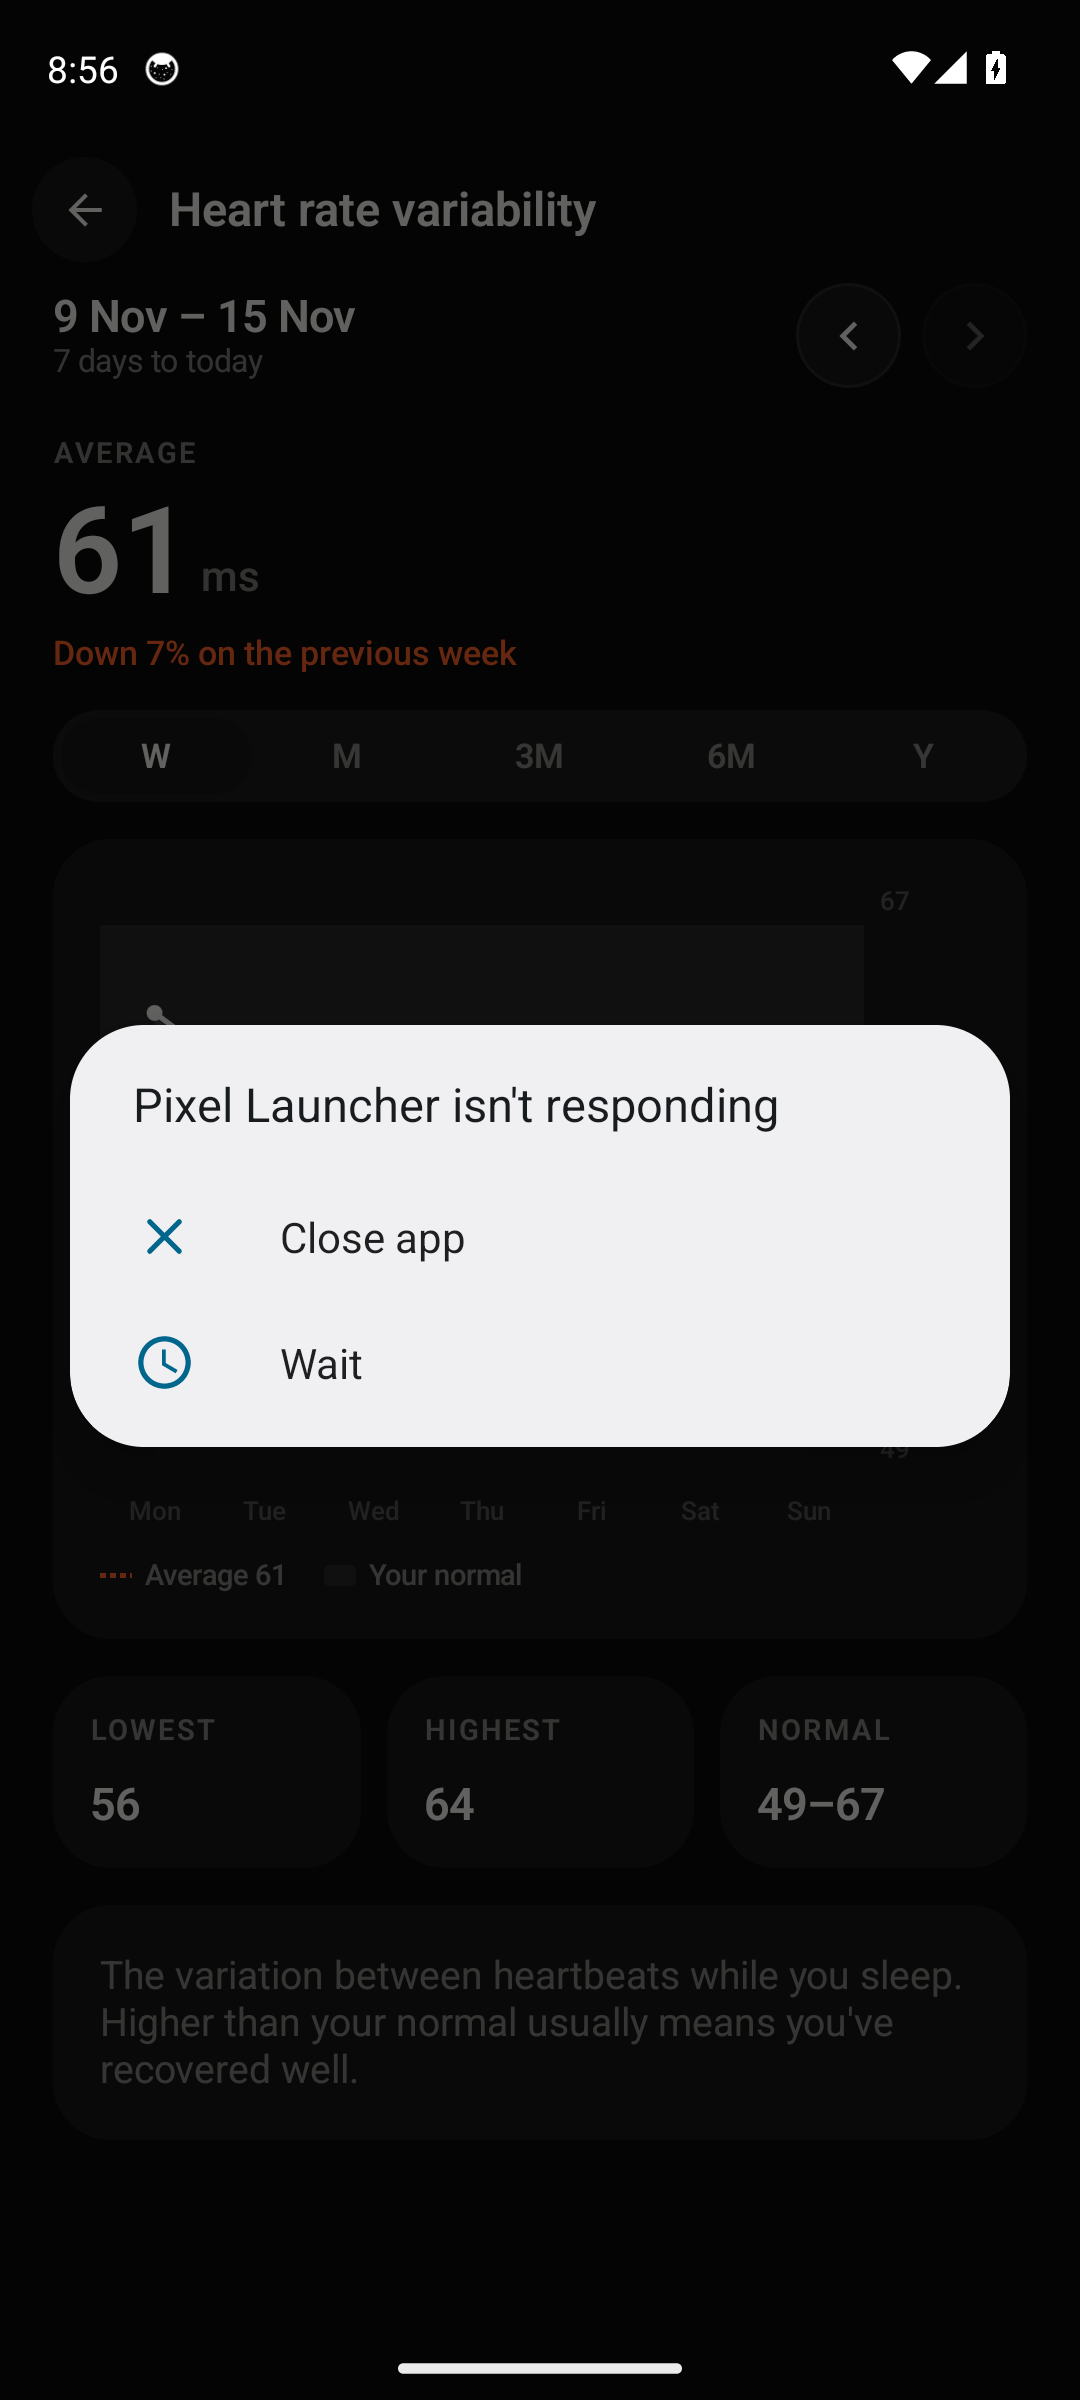 8:56
Heart rate variability
9 Nov – 15 Nov
7 days to today
AVERAGE
61 ms
Down 7% on the previous week
W M 3M 6M Y
67
Pixel Launcher isn't responding
Close app
Wait
49
Mon Tue Wed Thu Fri Sat Sun
Average 61 Your normal
LOWEST HIGHEST NORMAL
56 64 49–67
The variation between heartbeats while you sleep.
Higher than your normal usually means you've
recovered well.